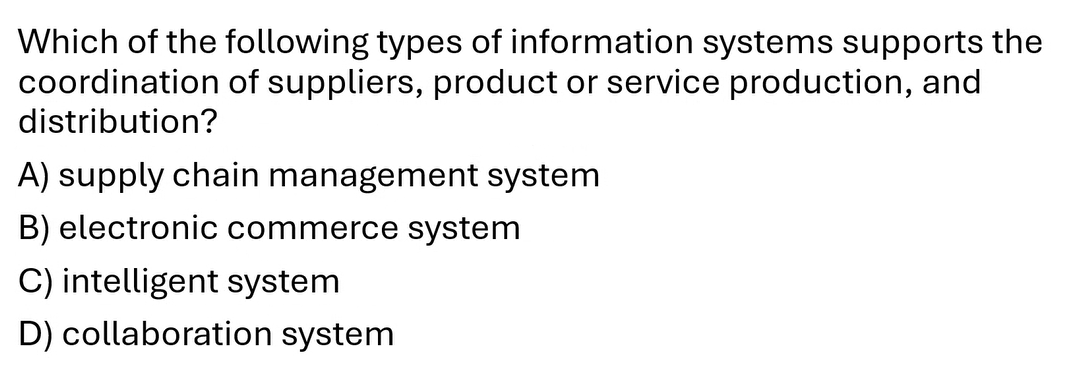 Which of the following types of information systems supports the
coordination of suppliers, product or service production, and
distribution?
A) supply chain management system
B) electronic commerce system
C) intelligent system
D) collaboration system